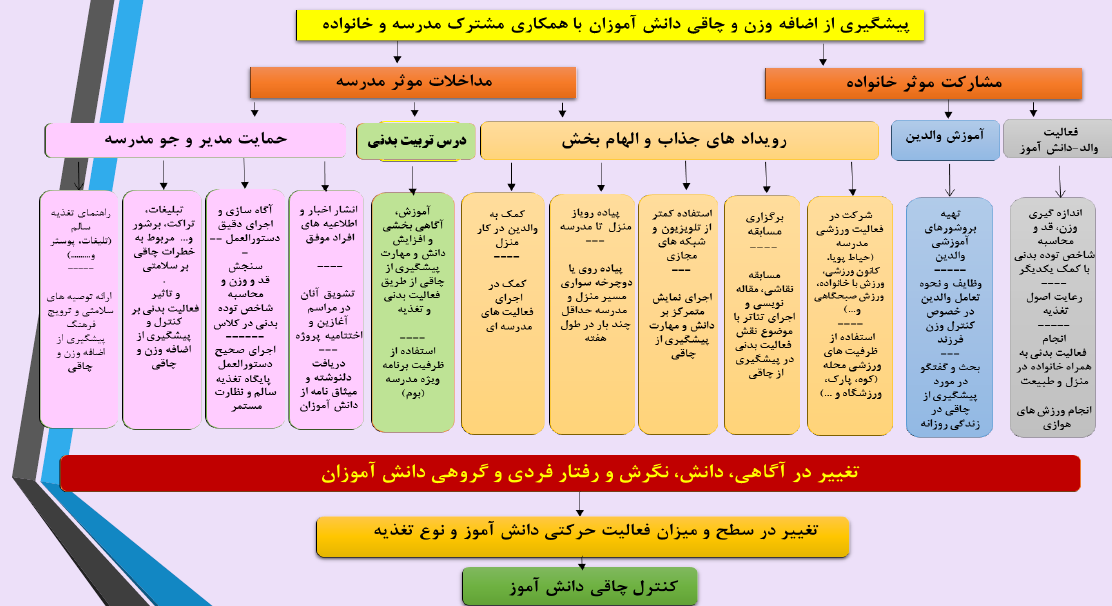 پیشگیری از اضافه وزن و چاقی دانش آموزان با همکاری مشترک مدرسه و خانواده
مشارکت موثر خانواده
مداخلات موثر مدرسه
فعالیت
والد-دانش آموز
آموزش والدین
رویداد های جذاب و الهام بخش
درس تربیت بدنی
حمایت مدیر و جو مدرسه
اندازه گیری
وزن، قد و
محاسبه
شاخص توده بدنی
با کمک یکدیگر
----
رعایت اصول
تغذیه
-----
انجام
فعالیت بدنی به
همراه خانواده در
منزل و طبیعت
انجام ورزش های
هوازی
تهیه
بروشورهای
آموزشی
والدین
-----
وظایف و نحوه
تعامل والدین
در خصوص
کنترل وزن
فرزند
---
بحث و گفتگو
در مورد
پیشگیری از
چاقی در
زندگی روزانه
شرکت در
فعالیت ورزشی
مدرسه
(حیاط پویا،
کانون ورزشی،
ورزش با خانواده،
ورزش صبحگاهی
و...)
----
استفاده از
ظرفیت های
ورزشی محله
(کوه، پارک،
ورزشگاه و ...)
برگزاری
مسابقه
----
مسابقه
نقاشی، مقاله
نویسی و
اجرای تئاتر با
موضوع نقش
فعالیت بدنی
در پیشگیری
از چاقی
استفاده کمتر
از تلویزیون و
شبکه های
مجازی
---
اجرای نمایش
متمرکز بر
دانش و مهارت
پیشگیری از
چاقی
پیاده رویاز
منزل تا مدرسه
---
پیاده روی یا
دوچرخه سواری
مسیر منزل و
مدرسه حداقل
چند بار در طول
هفته
کمک به
والدین در کار
منزل
----
کمک در
اجرای
فعالیت های
مدرسه ای
آموزش،
آگاهی بخشی
و افزایش
دانش و مهارت
پیشگیری از
چاقی از طریق
فعالیت بدنی
و تغذیه
----
استفاده از
ظرفیت برنامه
ویژه مدرسه
(بوم)
انشار اخبار و
اطلاعیه های
افراد موفق
----
تشویق آنان
در مراسم
آغازین و
اختتامیه پروژه
---
دریافت
دلنوشته و
میثاق نامه از
دانش آموزان
آگاه سازی و
اجرای دقیق
دستورالعمل --
-
سنجش
قد و وزن و
محاسبه
شاخص توده
بدنی در کلاس
------
اجرای صحیح
دستورالعمل
پایگاه تغذیه
سالم و نظارت
مستمر
تبلیغات،
تراکت، برشور
و... مربوط به
خطرات چاقی
بر سلامتی
.
و تاثیر
فعالیت بدنی بر
کنترل و
پیشگیری از
اضافه وزن و
چاقی
راهنمای تغذیه
سالم
(تلیغات، پوستر
و.........)
-----
ارائه توصیه های
سلامتی و ترویج
فرهنگ
پیشگیری از
اضافه وزن و
چاقی
تغییر در آگاهی، دانش، نگرش و رفتار فردی و گروهی دانش آموزان
تغییر در سطح و میزان فعالیت حرکتی دانش آموز و نوع تغذیه
کنترل چاقی دانش آموز